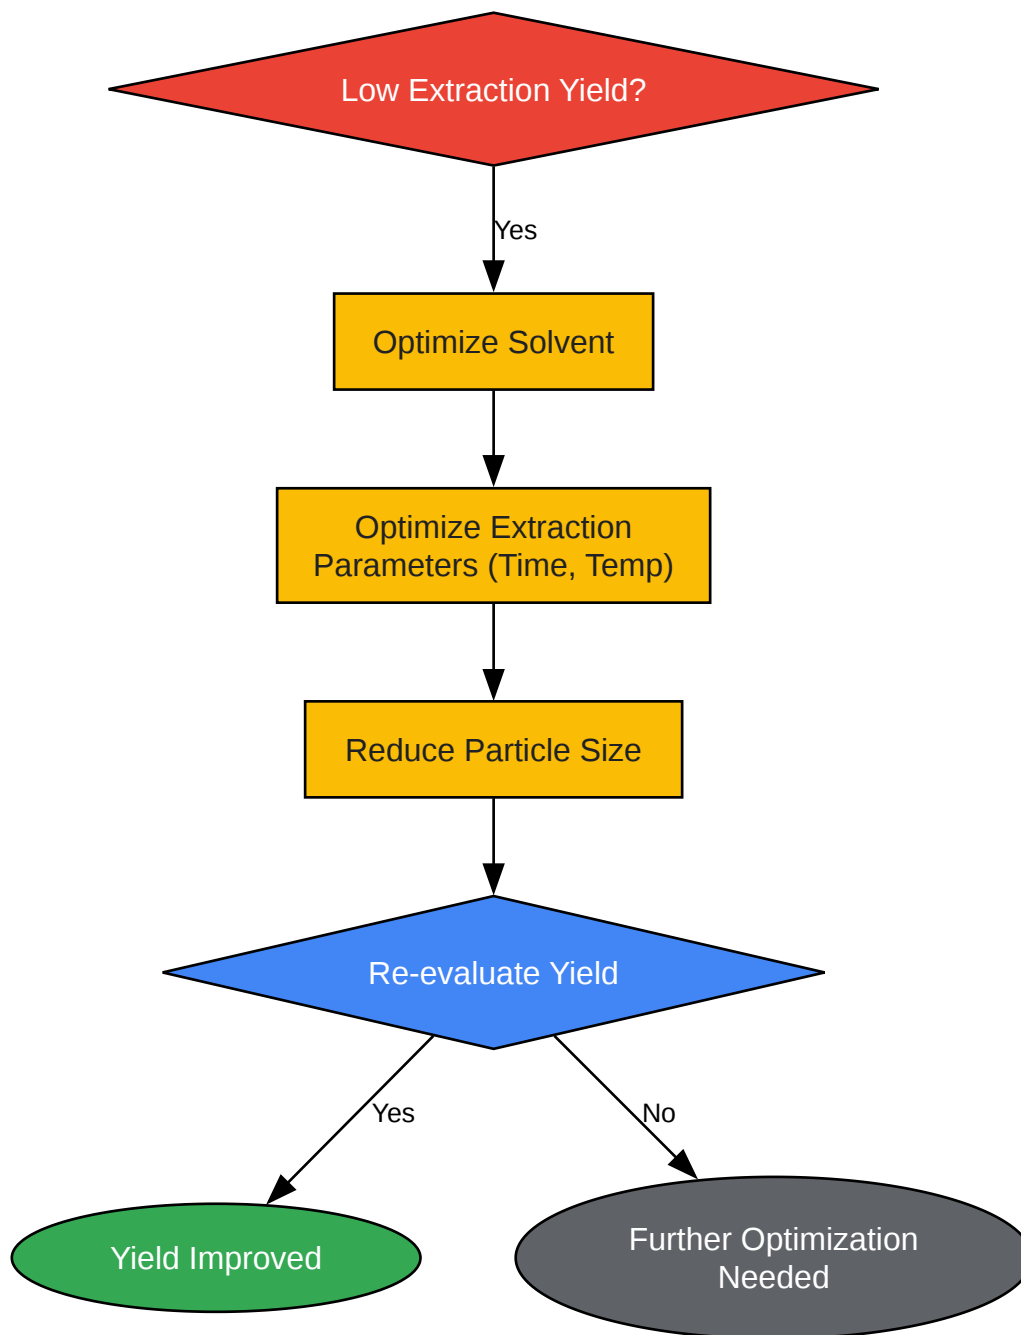 Low Extraction Yield?
Yes
Optimize Solvent
Optimize Extraction
Parameters (Time, Temp)
Reduce Particle Size
Re-evaluate Yield
Yes
No
Yield Improved
Further Optimization
Needed